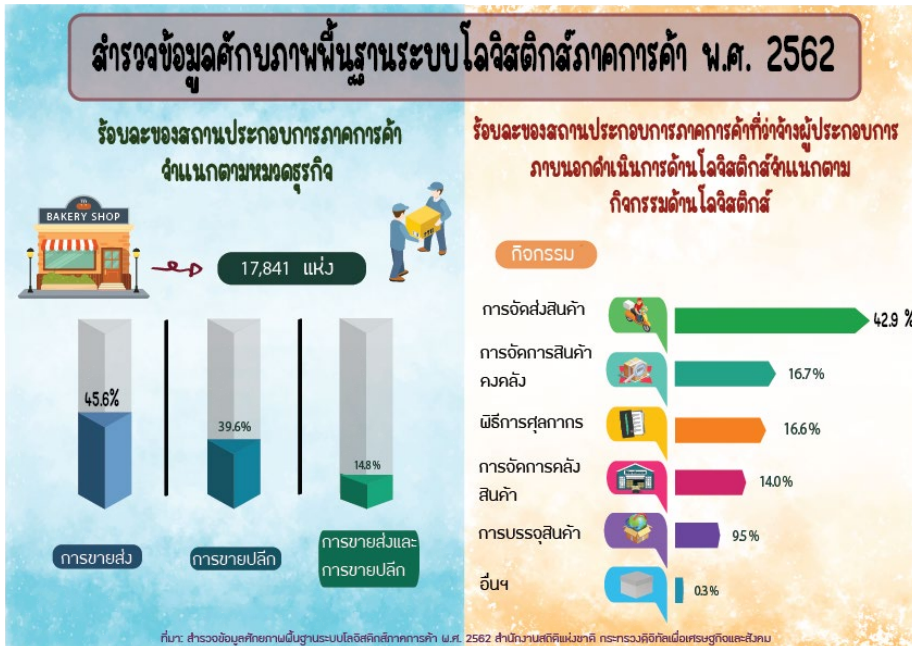 สำรวจข้อมูลศักยภาพพื้นฐานระบบโลจิสติกส์ภาคการค้า พ.ศ. 2562
ร้อยละของสถานประกอบการภาคการค้า
จำแนกตามหมวดธุรกิจ
BAKERY SHOP
17,841 แห่ง
45.6%
39.6%
14.8%
การขายส่ง
การขายปลีก
การขายส่งและ
การขายปลีก
ร้อยละของสถานประกอบการภาคการค้าที่ว่าจ้างผู้ประกอบการ
ภายนอกดำเนินการด้านโลจิสติกส์จำแนกตาม
กิจกรรมด้านโลจิสติกส์
กิจกรรม
การจัดส่งสินค้า
42.9 %
การจัดการสินค้า
คงคลัง
16.7%
พิธีการศุลกากร
16.6%
การจัดการคลัง
สินค้า
14.0%
การบรรจุสินค้า
9.5%
อื่นๆ
0.3%
ที่มา: สำรวจข้อมูลศักยภาพพื้นฐานระบบโลจิสติกส์ภาคการค้า พ.ศ. 2562 สำนักงานสถิติแห่งชาติ กระทรวงดิจิทัลเพื่อเศรษฐกิจและสังคม